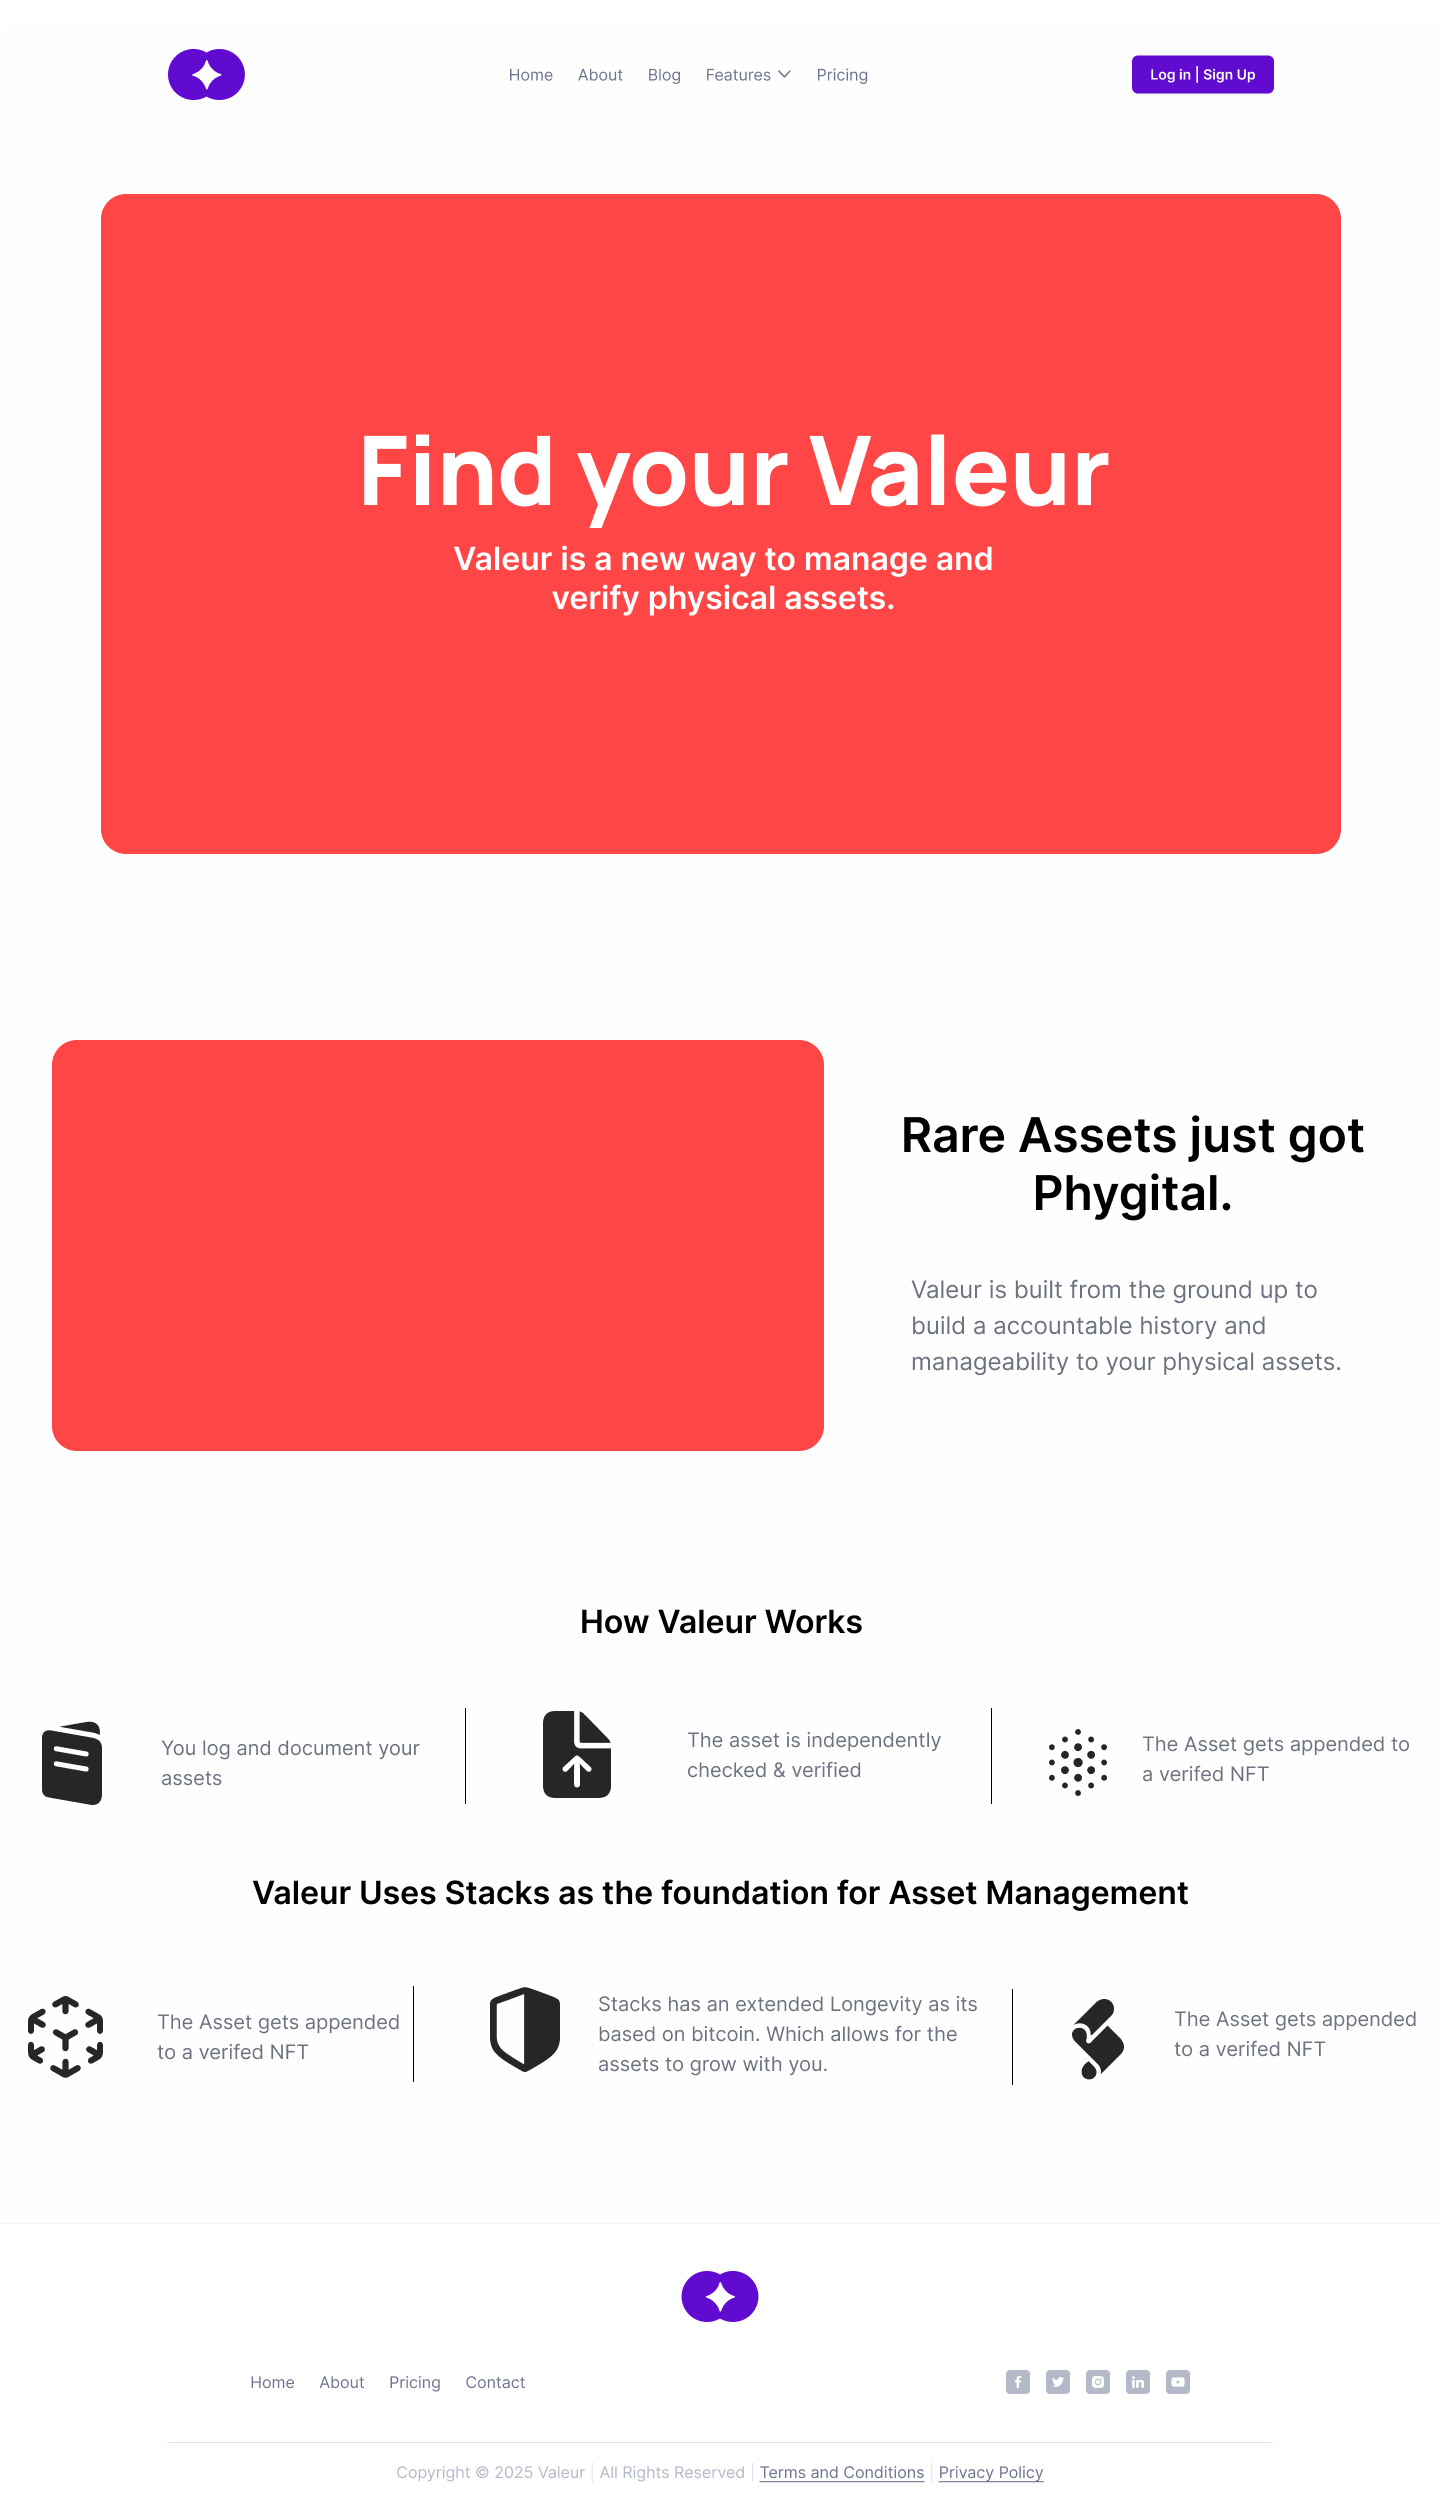 Home About Blog Features Pricing
Log in | Sign Up
Find your Valeur
Valeur is a new way to manage and
verify physical assets.
Rare Assets just got
Phygital.
Valeur is built from the ground up to
build a accountable history and
manageability to your physical assets.
How Valeur Works
You log and document your
assets
The asset is independently
checked & verified
The Asset gets appended to
a verifed NFT
Valeur Uses Stacks as the foundation for Asset Management
The Asset gets appended
to a verifed NFT
Stacks has an extended Longevity as its
based on bitcoin. Which allows for the
assets to grow with you.
The Asset gets appended
to a verifed NFT
Home About Pricing Contact
Copyright © 2025 Valeur | All Rights Reserved | Terms and Conditions | Privacy Policy